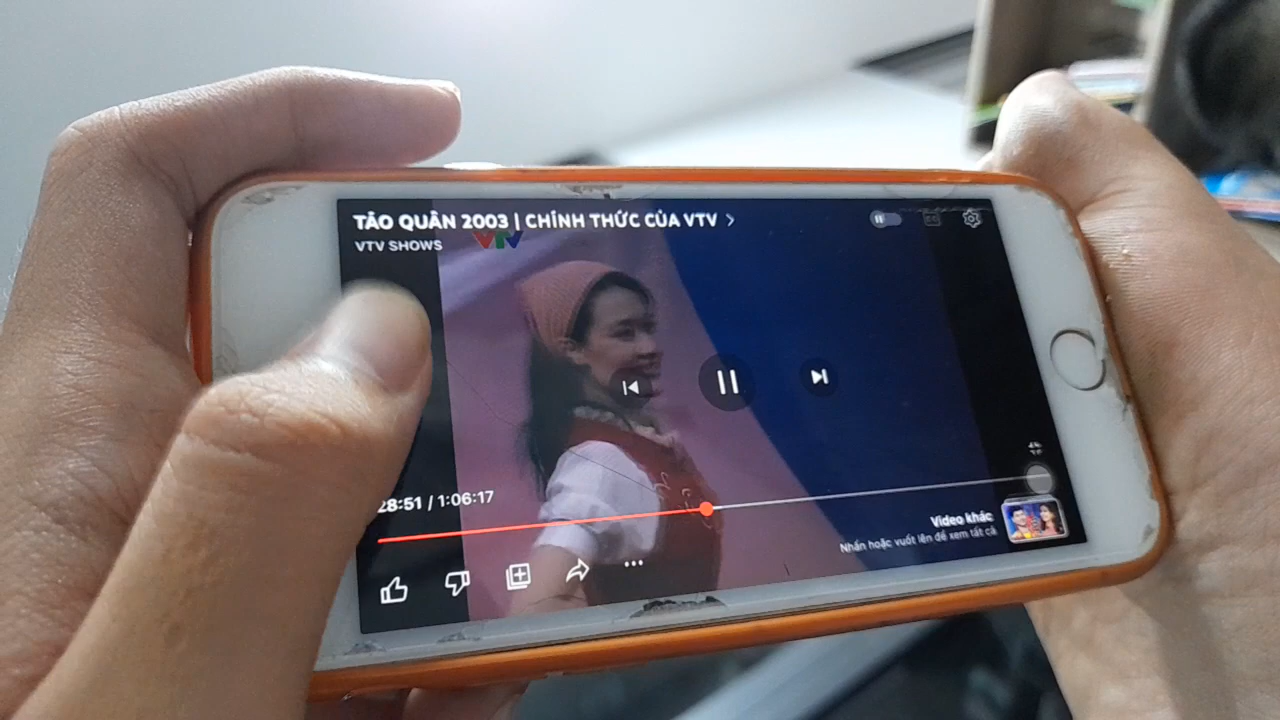 TÁO QUÂN 2003 | CHÍNH THỨC CỦA VTV
VTV SHOWS
VTV
28:51 / 1:06:17
Video khác
Nhấn hoặc vuốt lên để xem tất cả